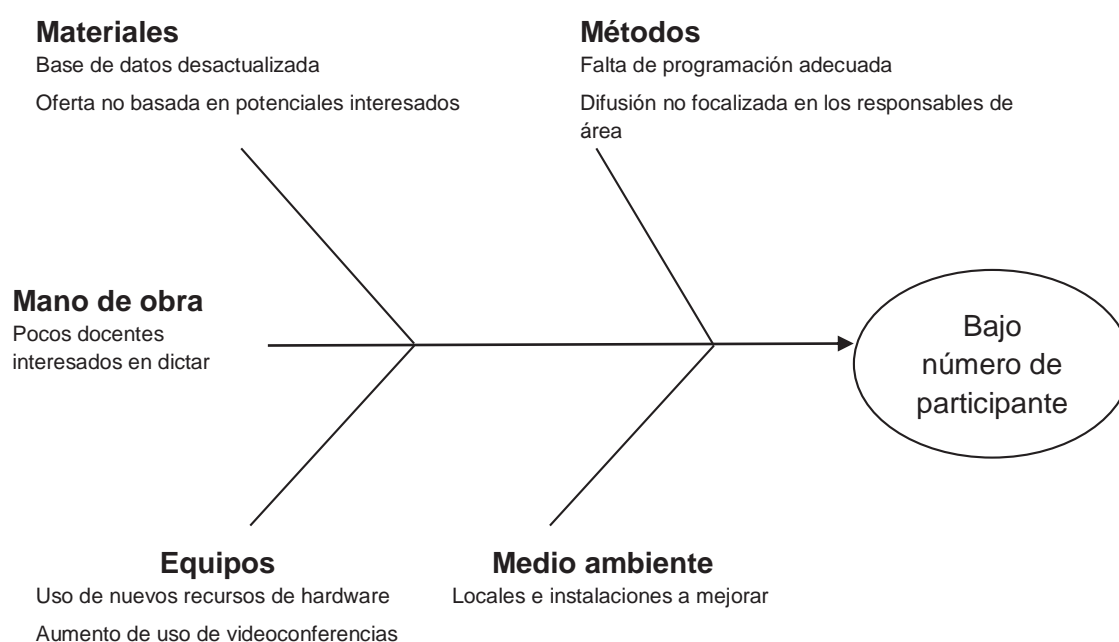 Materiales
Base de datos desactualizada
Oferta no basada en potenciales interesados
Métodos
Falta de programación adecuada
Difusión no focalizada en los responsables de
área
Mano de obra
Pocos docentes
interesados en dictar
Bajo
número de
participante
Equipos
Uso de nuevos recursos de hardware
Aumento de uso de videoconferencias
Medio ambiente
Locales e instalaciones a mejorar